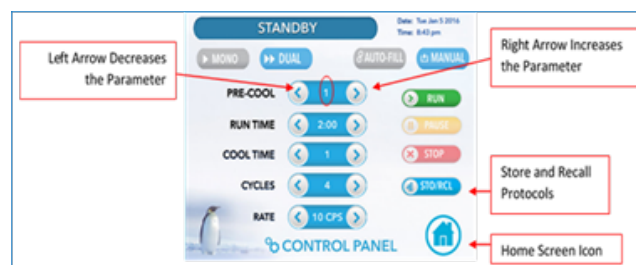 STANDBY
Date: Tue Jan 5 2016
Time: 8:43 pm
MONO
DUAL
AUTO-FILL
MANUAL
Left Arrow Decreases
the Parameter
Right Arrow Increases
the Parameter
PRE-COOL 1
RUN
RUN TIME 2:00
PAUSE
COOL TIME 1
STOP
CYCLES 4
STO/RCL
Store and Recall
Protocols
RATE 10 CPS
CONTROL PANEL
Home Screen Icon